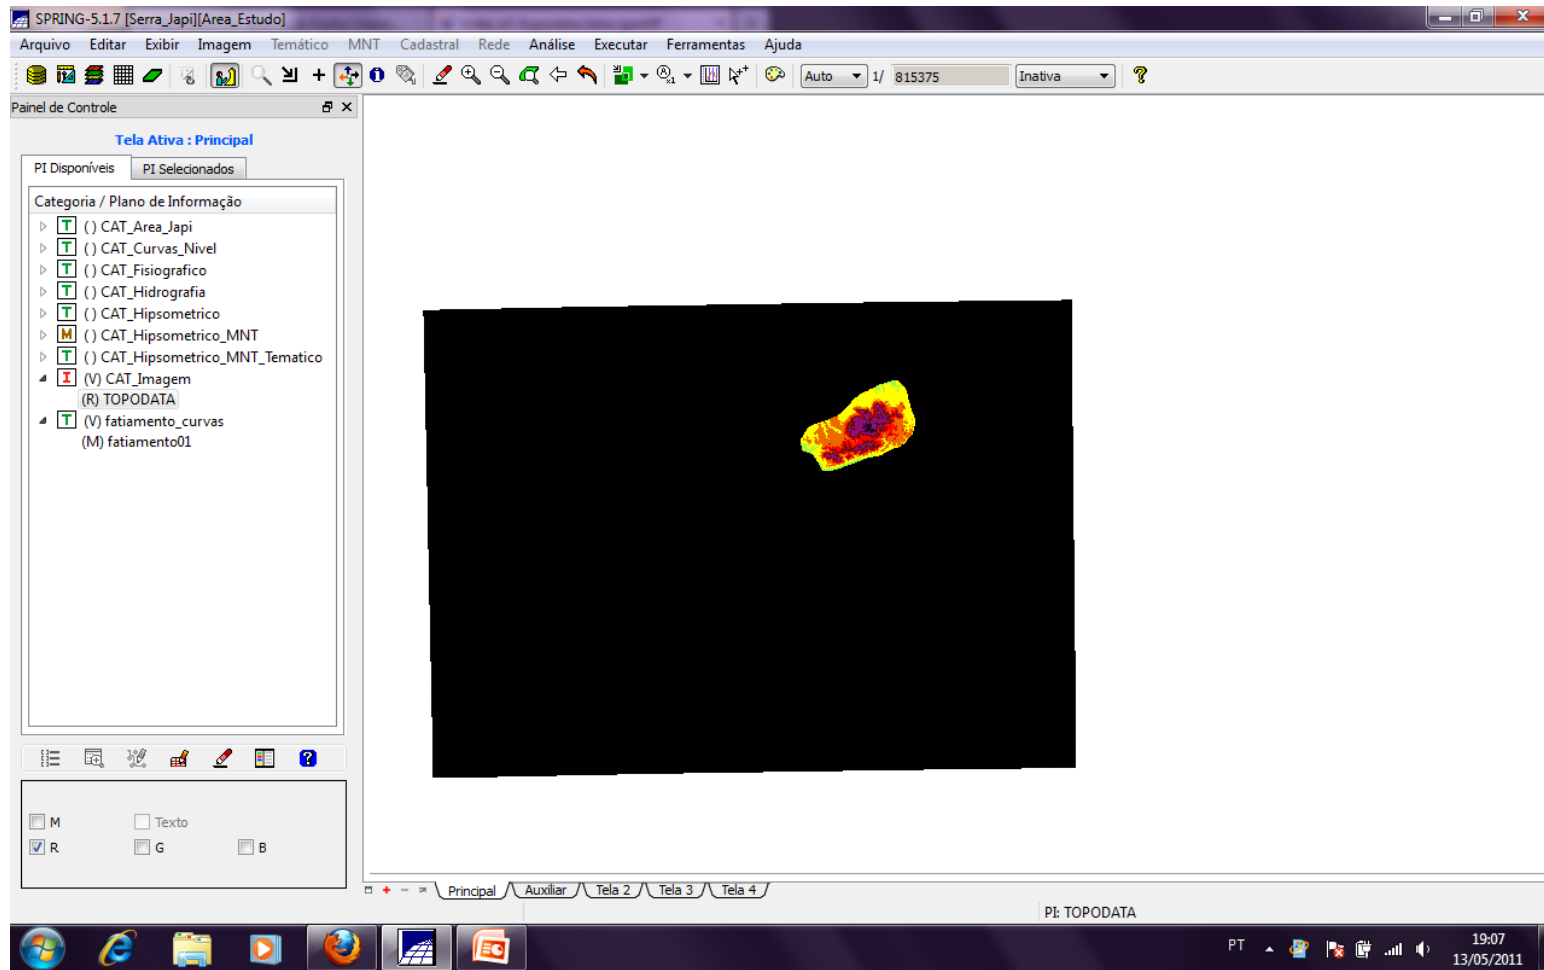 SPRING-5.1.7 [Serra_Japi][Area_Estudo]
Arquivo Editar Exibir Imagem Temático MNT Cadastral Rede Análise Executar Ferramentas Ajuda
Auto 1/ 815375 Inativa
Painel de Controle
Tela Ativa : Principal
PI Disponíveis PI Selecionados
Categoria / Plano de Informação
T () CAT_Area_Japi
T () CAT_Curvas_Nivel
T () CAT_Fisiografico
T () CAT_Hidrografia
T () CAT_Hipsometrico
M () CAT_Hipsometrico_MNT
T () CAT_Hipsometrico_MNT_Tematico
I (V) CAT_Imagem
(R) TOPODATA
T (V) fatiamento_curvas
(M) fatiamento01
M Texto
R G B
Principal Auxiliar Tela 2 Tela 3 Tela 4
PI: TOPODATA
PT 19:07
13/05/2011